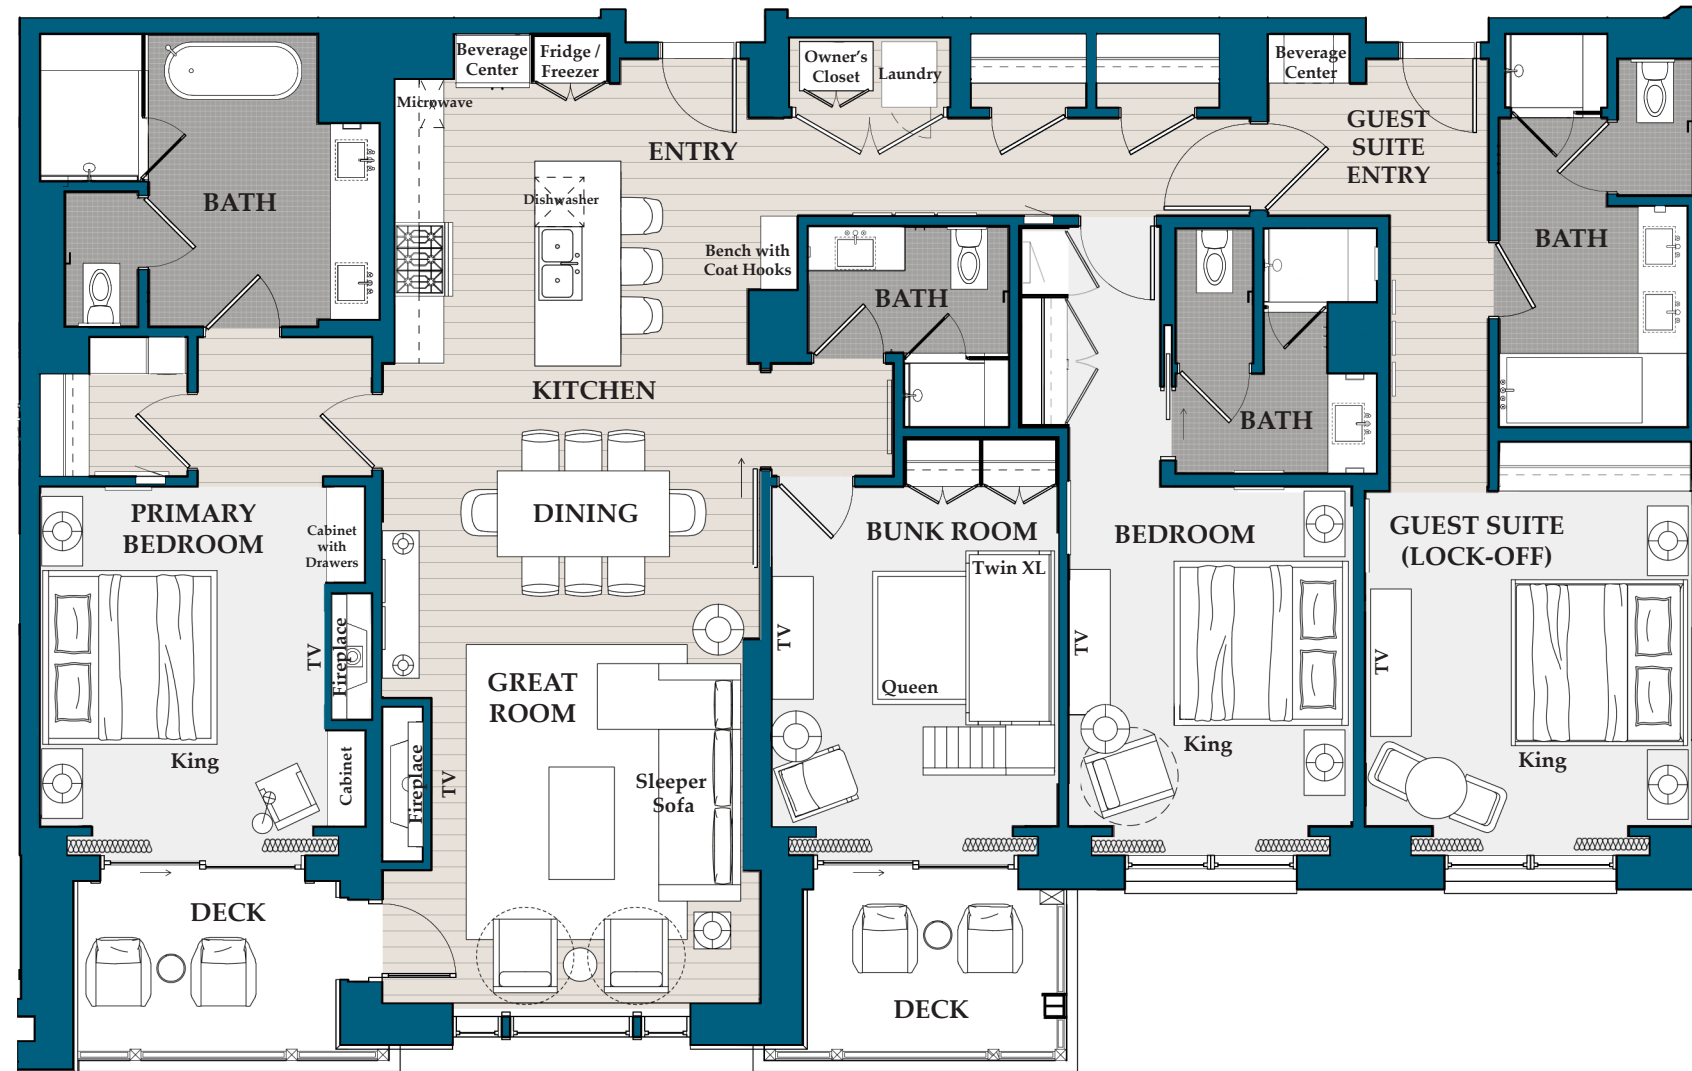 Beverage
Center
Fridge /
Freezer
Owner's
Closet
Laundry
Beverage
Center
Microwave
ENTRY
GUEST
SUITE
ENTRY
BATH
Dishwasher
Bench with
Coat Hooks
BATH
BATH
KITCHEN
BATH
PRIMARY
BEDROOM
Cabinet
with
Drawers
DINING
BUNK ROOM
BEDROOM
GUEST SUITE
(LOCK-OFF)
Twin XL
TV
Fireplace
TV
TV
TV
GREAT
ROOM
Queen
King
Cabinet
Fireplace
TV
Sleeper
Sofa
King
King
DECK
DECK